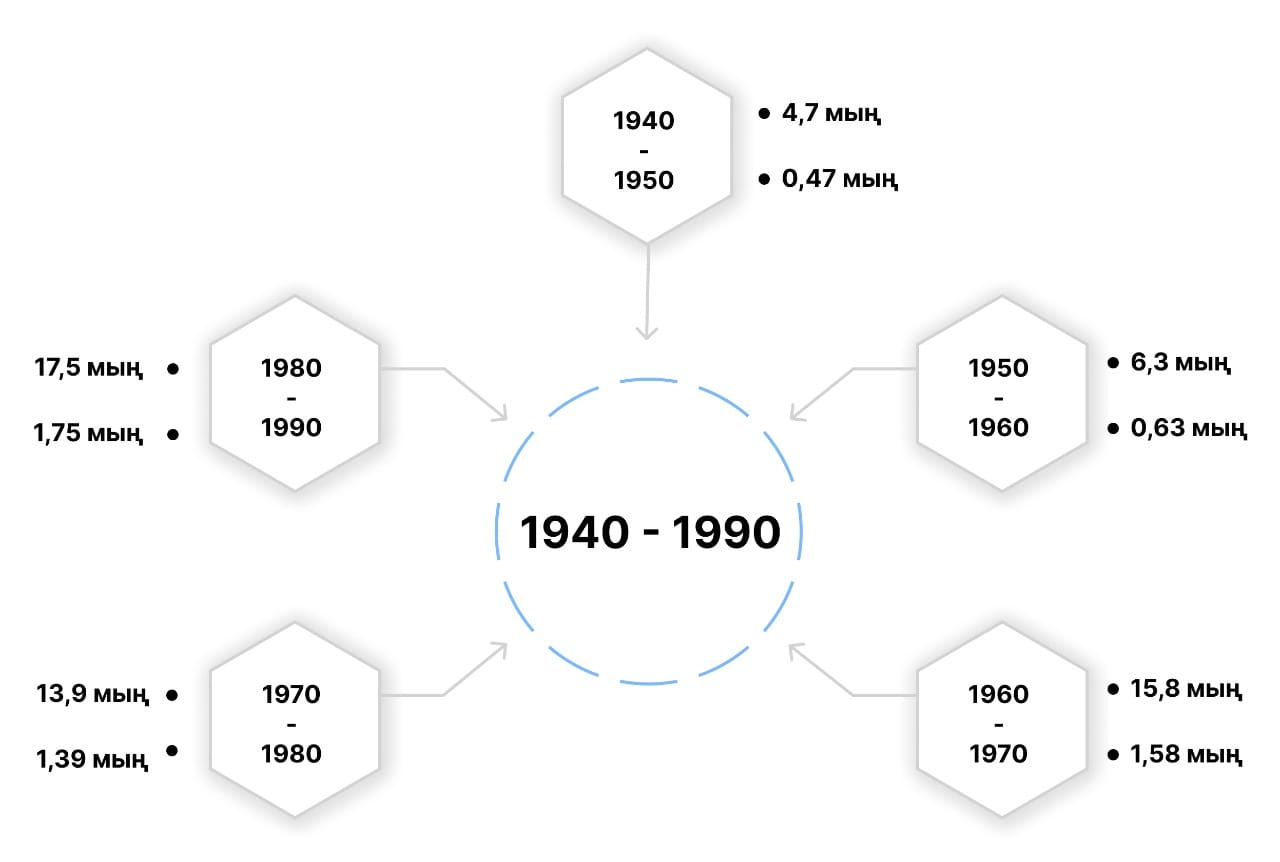 1940
-
1950
• 4,7 мың
• 0,47 мың
1950
-
1960
• 6,3 мың
• 0,63 мың
1960
-
1970
• 15,8 мың
• 1,58 мың
1970
-
1980
13,9 мың •
1,39 мың •
1980
-
1990
17,5 мың •
1,75 мың •
1940 - 1990